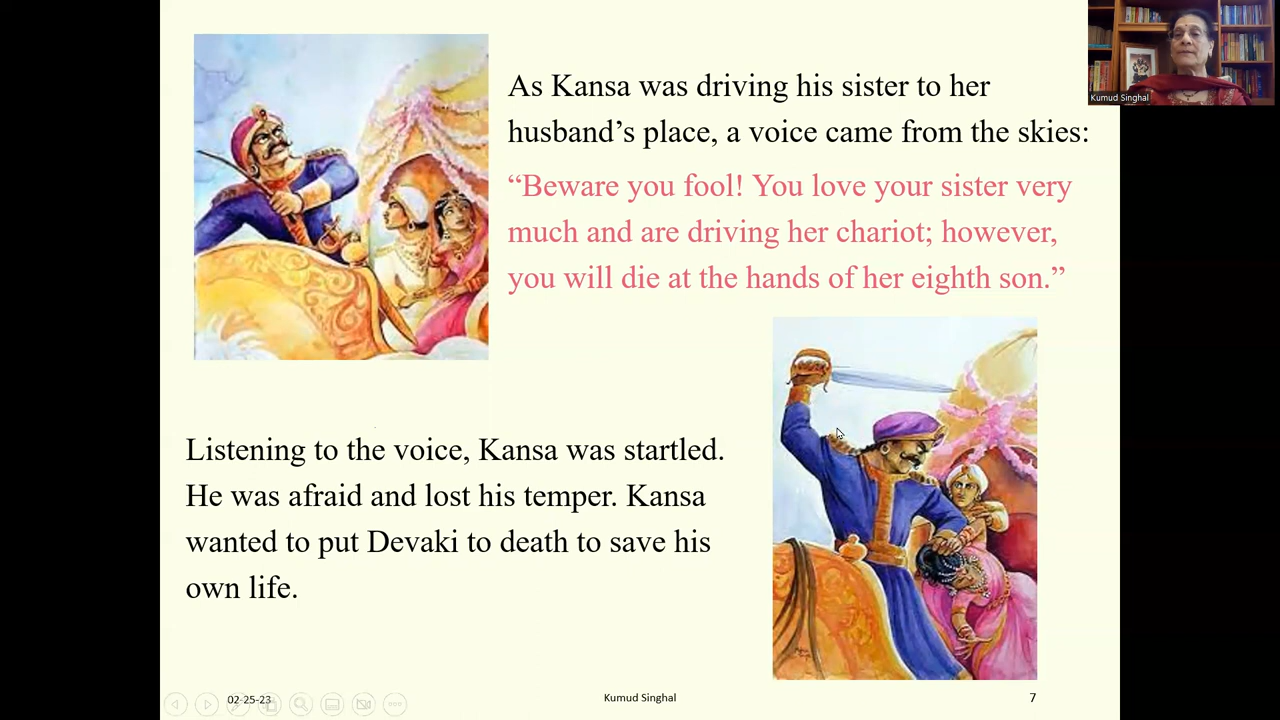 As Kansa was driving his sister to her
husband’s place, a voice came from the skies:
“Beware you fool! You love your sister very
much and are driving her chariot; however,
you will die at the hands of her eighth son.”
Listening to the voice, Kansa was startled.
He was afraid and lost his temper. Kansa
wanted to put Devaki to death to save his
own life.
Kumud Singhal
02-25-23
Kumud Singhal
7